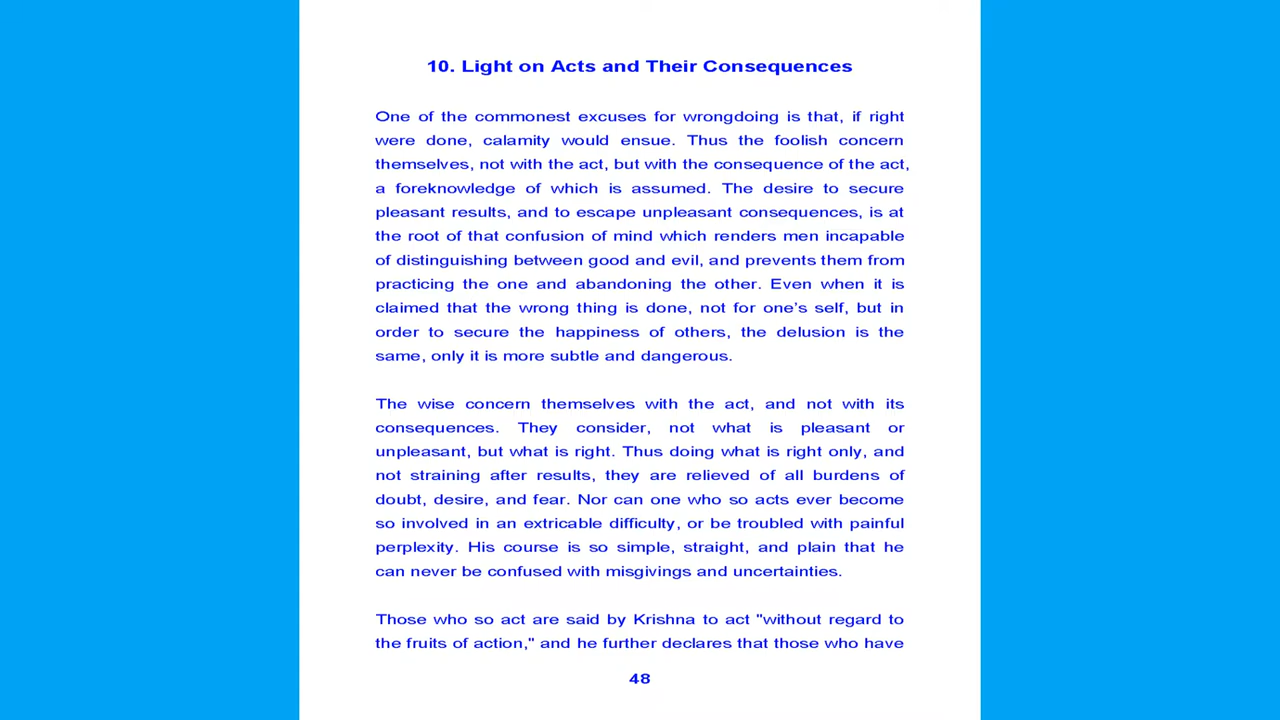 10. Light on Acts and Their Consequences
One of the commonest excuses for wrongdoing is that, if right
were done, calamity would ensue. Thus the foolish concern
themselves, not with the act, but with the consequence of the act,
a foreknowledge of which is assumed. The desire to secure
pleasant results, and to escape unpleasant consequences, is at
the root of that confusion of mind which renders men incapable
of distinguishing between good and evil, and prevents them from
practicing the one and abandoning the other. Even when it is
claimed that the wrong thing is done, not for one’s self, but in
order to secure the happiness of others, the delusion is the
same, only it is more subtle and dangerous.
The wise concern themselves with the act, and not with its
consequences. They consider, not what is pleasant or
unpleasant, but what is right. Thus doing what is right only, and
not straining after results, they are relieved of all burdens of
doubt, desire, and fear. Nor can one who so acts ever become
so involved in an extricable difficulty, or be troubled with painful
perplexity. His course is so simple, straight, and plain that he
can never be confused with misgivings and uncertainties.
Those who so act are said by Krishna to act "without regard to
the fruits of action," and he further declares that those who have
48